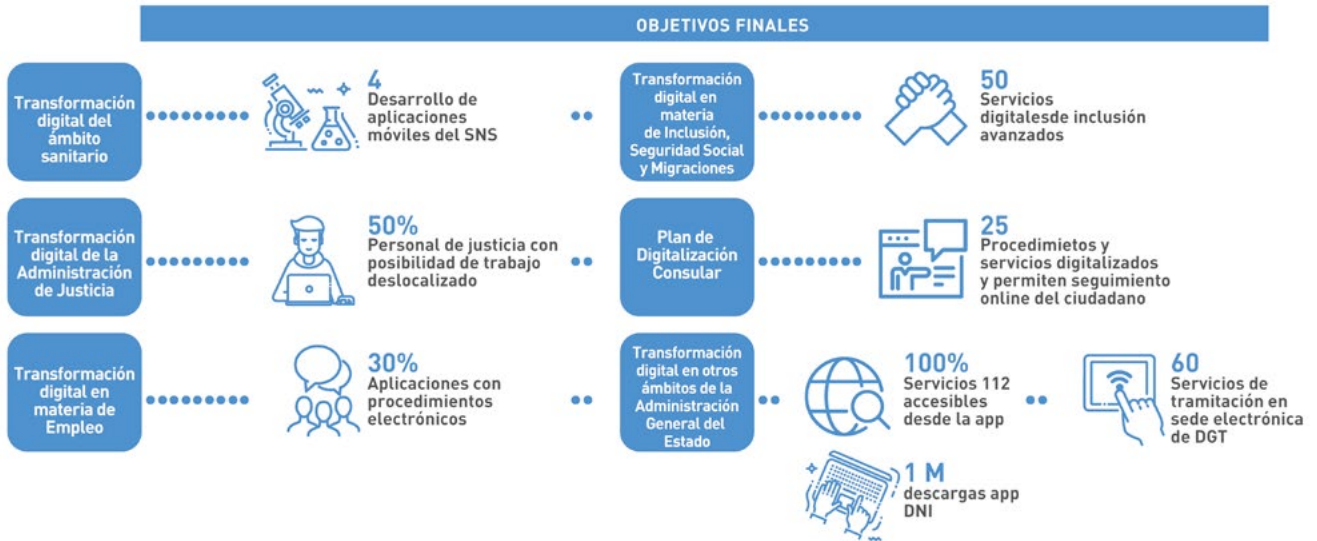 OBJETIVOS FINALES
Transformación
digital del
ámbito
sanitario
4
Desarrollo de
aplicaciones
móviles del SNS
Transformación
digital en
materia
de Inclusión,
Seguridad Social
y Migraciones
50
Servicios
digitalesde inclusión
avanzados
Transformación
digital de la
Administración
de Justicia
50%
Personal de justicia con
posibilidad de trabajo
deslocalizado
Plan de
Digitalización
Consular
25
Procedimietos y
servicios digitalizados
y permiten seguimiento
online del ciudadano
Transformación
digital en
materia de
Empleo
30%
Aplicaciones con
procedimientos
electrónicos
Transformación
digital en otros
ámbitos de la
Administración
General del
Estado
100%
Servicios 112
accesibles
desde la app
60
Servicios de
tramitación en
sede electrónica
de DGT
1 M
descargas app
DNI